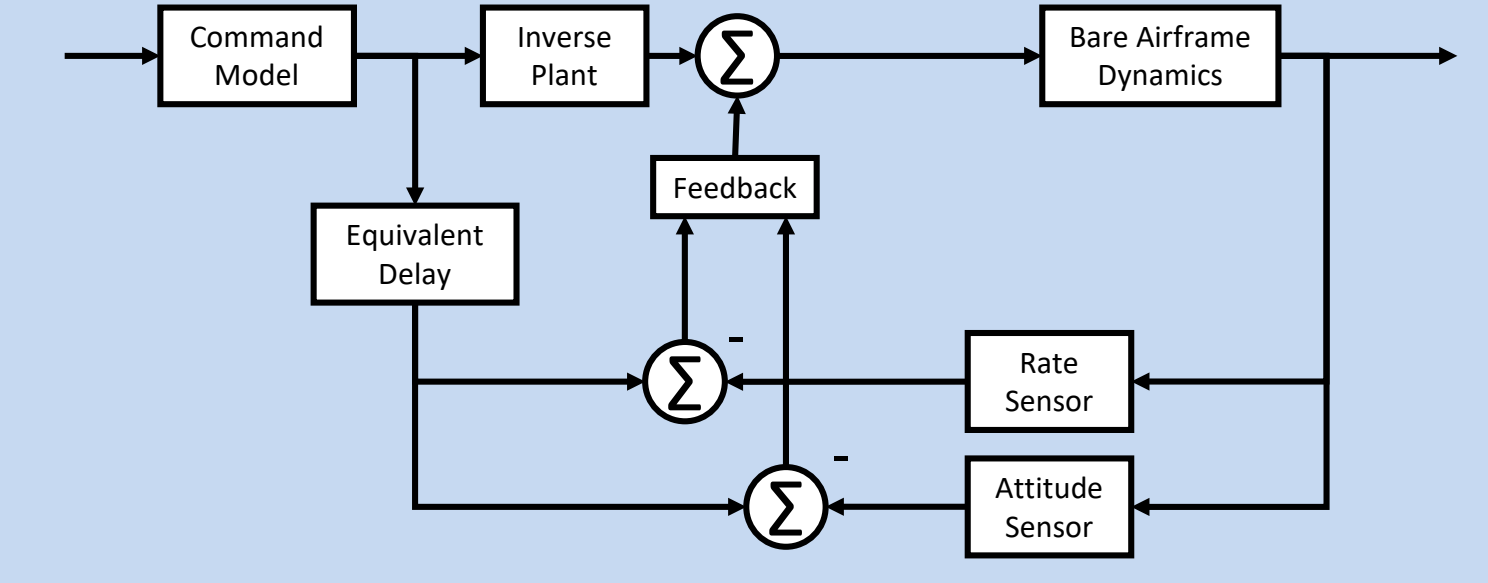 Command
Model
Inverse
Plant
Σ
Bare Airframe
Dynamics
Feedback
Equivalent
Delay
-
Σ
Rate
Sensor
-
Σ
Attitude
Sensor